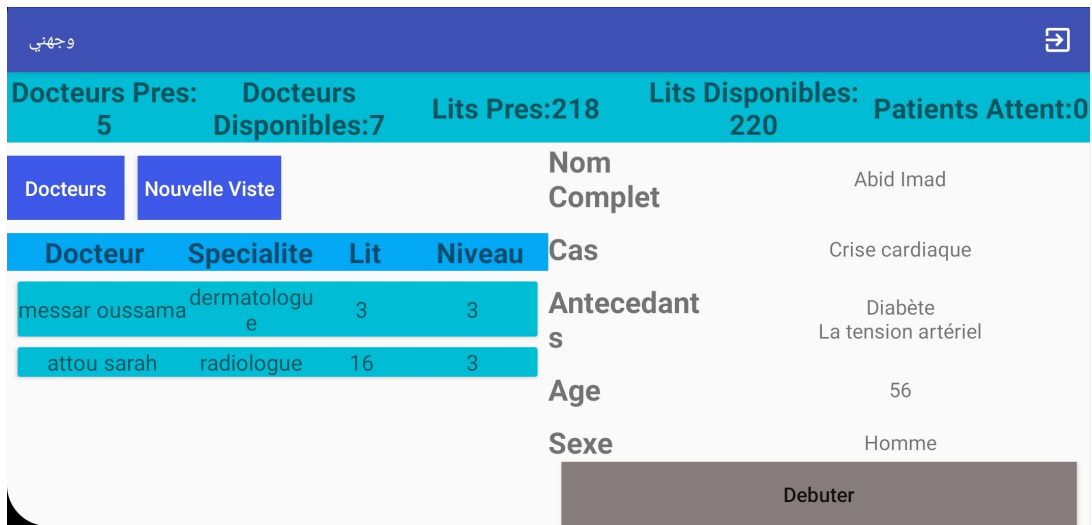 وجهني
Docteurs Pres:
5
Docteurs
Disponibles:7
Lits Pres:218
Lits Disponibles:
220
Patients Attent:0
Docteurs
Nouvelle Viste
Docteur Specialite Lit Niveau
messar oussama dermatologu
e 3 3
attou sarah radiologue 16 3
Nom
Complet
Abid Imad
Cas
Crise cardiaque
Antecedant
s
Diabète
La tension artériel
Age
56
Sexe
Homme
Debuter